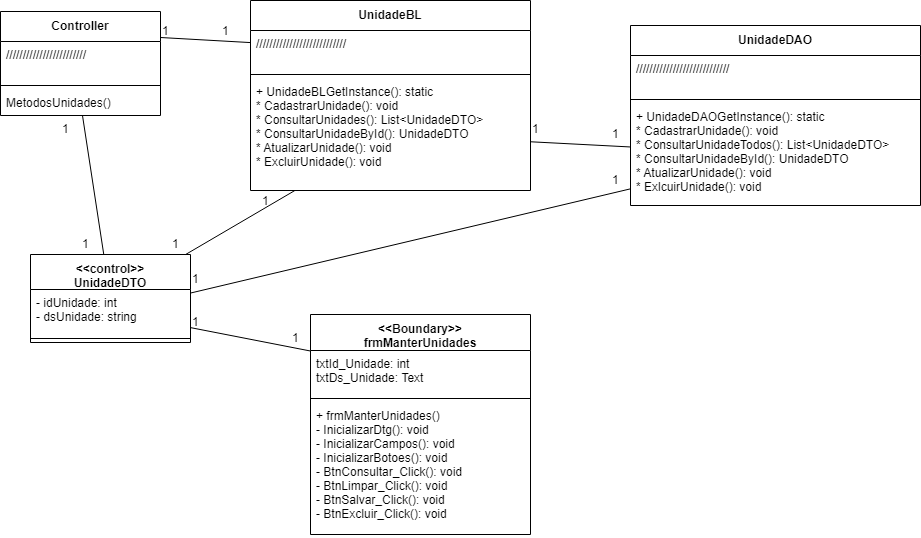 Controller
////////////////////////
MetodosUnidades()
1
1
UnidadeBL
///////////////////////////
+ UnidadeBLGetInstance(): static
* CadastrarUnidade(): void
* ConsultarUnidades: List<UnidadeDTO>
* ConsultarUnidadeById(): UnidadeDTO
* AtualizarUnidade(): void
* ExcluirUnidade(): void
UnidadeDAO
////////////////////////////
+ UnidadeDAOGetInstance(): static
* CadastrarUnidade(): void
* ConsultarUnidadeTodos(): List<UnidadeDTO>
* ConsultarUnidadeById(): UnidadeDTO
* AtualizarUnidade(): void
* ExlcuirUnidade(): void
1
1
1
1
1
1
1
1
<<control>>
UnidadeDTO
- idUnidade: int
- dsUnidade: string
1
1
1
<<Boundary>>
frmManterUnidades
txtId_Unidade: int
txtDs_Unidade: Text
+ frmManterUnidades()
- InicializarDtg(): void
- InicializarCampos(): void
- InicializarBotoes(): void
- BtnConsultar_Click(): void
- BtnLimpar_Click(): void
- BtnSalvar_Click(): void
- BtnExcluir_Click(): void